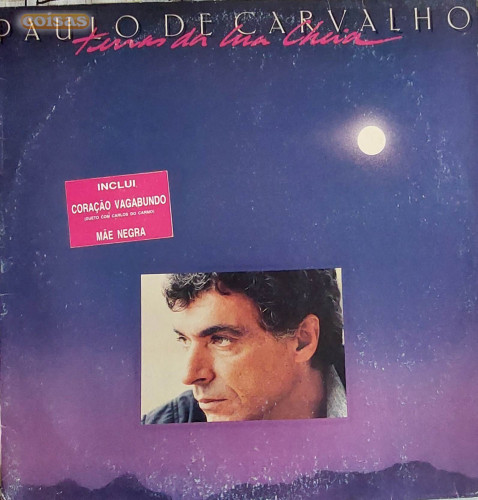 coisas
PAULO DE CARVALHO
terras da lua cheia
INCLUI
CORAÇÃO VAGABUNDO
(DUETO COM CARLOS DO CARMO)
MÃE NEGRA